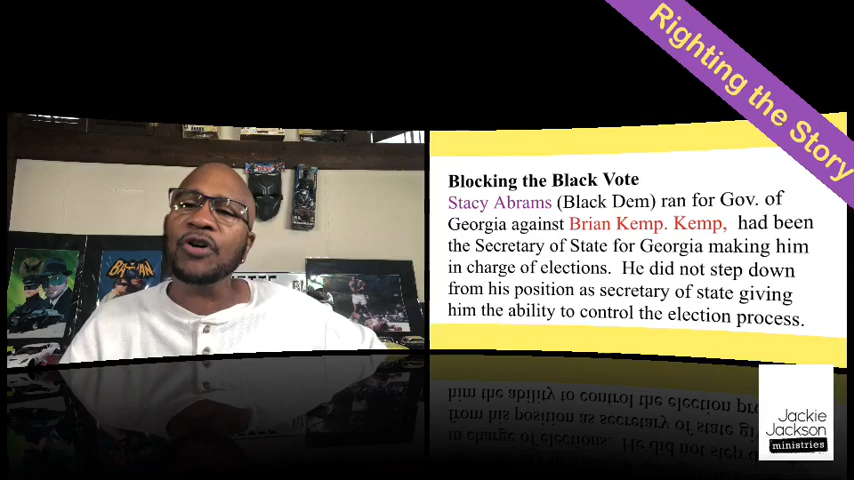 Righting the Story
BATMAN
Blocking the Black Vote
Stacy Abrams (Black Dem) ran for Gov. of
Georgia against Brian Kemp. Kemp, had been
the Secretary of State for Georgia making him
in charge of elections. He did not step down
from his position as secretary of state giving
him the ability to control the election process.
Jackie
Jackson
ministries